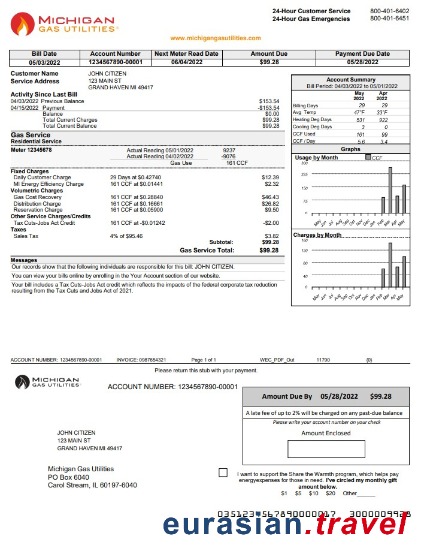 MICHIGAN
GAS UTILITIES
24-Hour Customer Service 800-401-6402
24-Hour Gas Emergencies 800-401-6451
www.michigangasutilities.com
Bill Date Account Number Next Meter Read Date Amount Due Payment Due Date
05/03/2022 1234567890-00001 06/04/2022 $99.28 05/28/2022
Customer Name JOHN CITIZEN
Service Address 123 MAIN ST
GRAND HAVEN MI 49417
Activity Since Last Bill
04/03/2022 Previous Balance $153.54
04/15/2022 Payment -$153.54
Balance $0.00
Total Current Charges $99.28
Total Current Balance $99.28
Gas Service
Residential Service
Meter 12345678 Actual Reading 05/01/2022 9237
Actual Reading 04/02/2022 -9076
Gas Use 161 CCF
Fixed Charges
Daily Customer Charge 29 Days at $0.42740 $12.39
MI Energy Efficiency Charge 161 CCF at $0.01441 $2.32
Volumetric Charges
Gas Cost Recovery 161 CCF at $0.28840 $46.43
Distribution Charge 161 CCF at $0.16661 $26.82
Reservation Charge 161 CCF at $0.05900 $9.50
Other Service Charges/Credits
Tax Cuts-Jobs Act Credit 161 CCF at -$0.01242 -$2.00
Taxes
Sales Tax 4% of $95.46 $3.82
Subtotal: $99.28
Gas Service Total: $99.28
Messages
Our records show that the following individuals are responsible for this bill: JOHN CITIZEN.
You can view your bills online by enrolling in the Your Account section of our website.
Your bill includes a Tax Cuts-Jobs Act credit which reflects the impacts of the federal corporate tax reduction
resulting from the Tax Cuts and Jobs Act of 2021.
Account Summary
Bill Period: 04/03/2022 to 05/01/2022
May Apr
2022 2022
Billing Days 29 29
Avg. Temp 47°F 33°F
Heating Deg Days 531 922
Cooling Deg Days 3 0
CCF Used 161 99
CCF / Day 5.6 3.4
Graphs
Usage by Month CCF
Charges by Month
ACCOUNT NUMBER: 1234567890-00001 INVOICE: 0987654321 Page 1 of 1 WEC_PDF_Out 11790 (0)
Please return this stub with your payment.
MICHIGAN
GAS UTILITIES
ACCOUNT NUMBER: 1234567890-00001
Amount Due By 05/28/2022 $99.28
A late fee of up to 2% will be charged on any past-due balance
Please write your account number on your check
Amount Enclosed
JOHN CITIZEN
123 MAIN ST
GRAND HAVEN MI 49417
Michigan Gas Utilities
PO Box 6040
Carol Stream, IL 60197-6040
I want to support the Share the Warmth program, which helps pay
energy expenses for those in need. I've circled my monthly gift
amount below.
$1 $5 $10 $20 Other
eurasian.travel